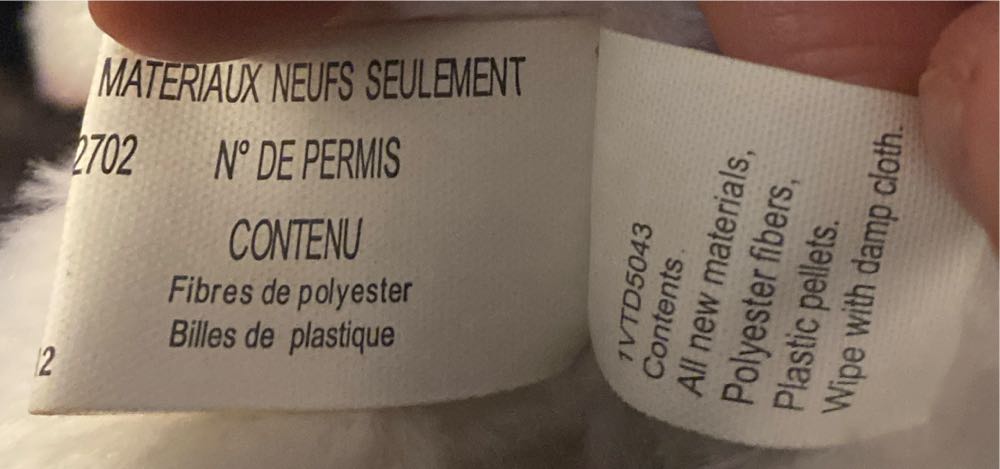 MATERIAUX NEUFS SEULEMENT
2702 N° DE PERMIS
CONTENU
Fibres de polyester
Billes de plastique
12
1VTD5043
Contents.
All new materials,
Polyester fibers,
Plastic pellets.
Wipe with damp cloth.